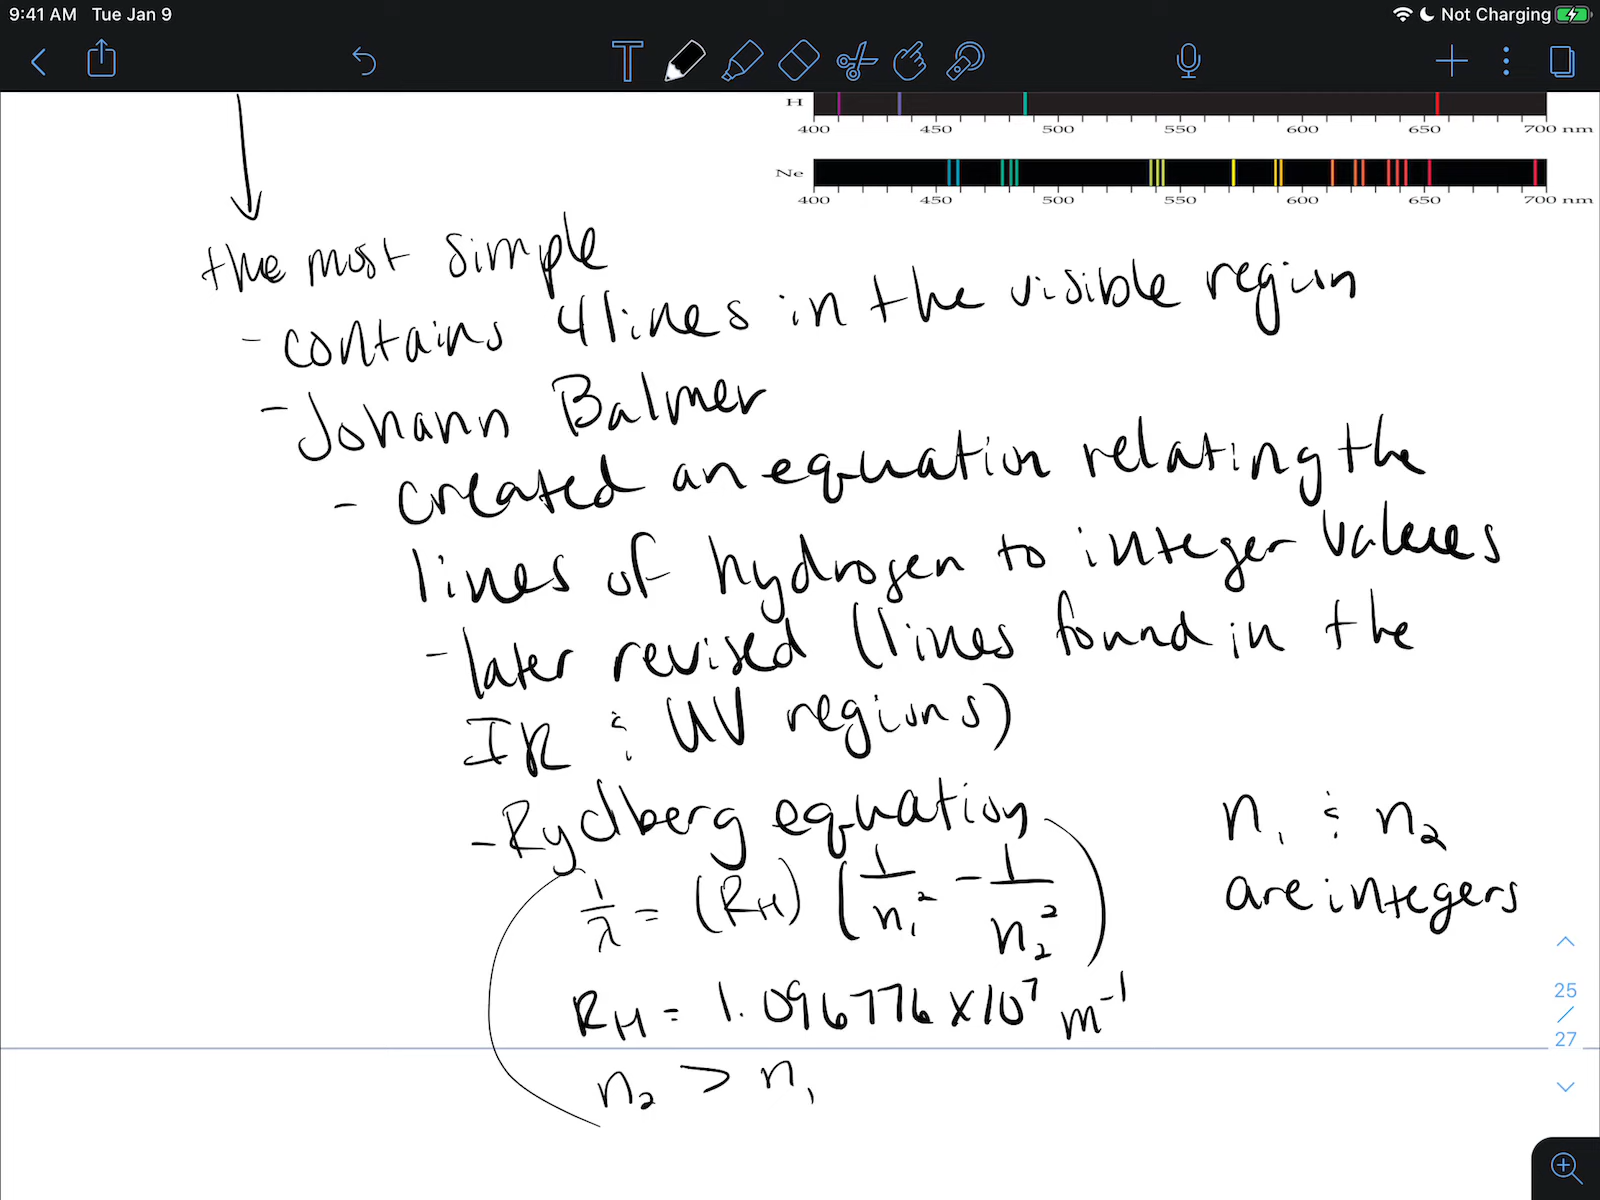 9:41 AM Tue Jan 9
Not Charging
H
400 450 500 550 600 650 700 nm
Ne
400 450 500 550 600 650 700 nm
the most simple
- contains 4 lines in the visible region
- Johann Balmer
- created an equation relating the
lines of hydrogen to integer values
- later revised (lines found in the
IR & UV regions)
- Rydberg equation
1/λ = (RH) (1/n₁² - 1/n₂²)
n₁ & n₂
are integers
RH = 1.096776 x 10⁷ m⁻¹
n₂ > n₁
25
/
27